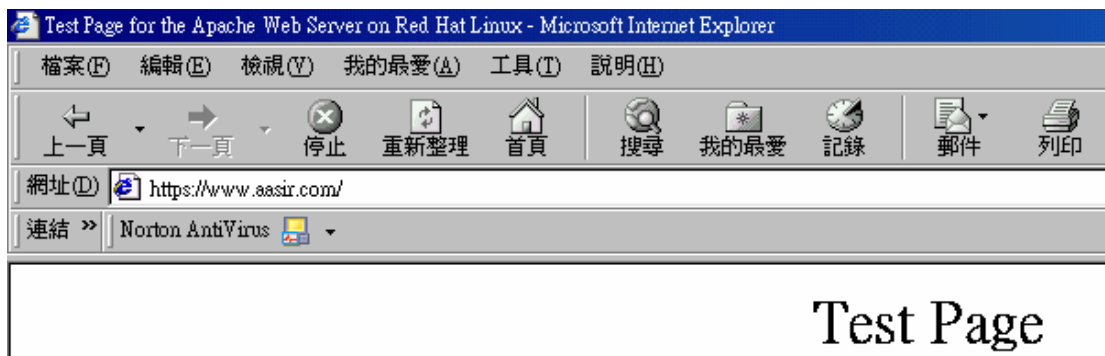 Test Page for the Apache Web Server on Red Hat Linux - Microsoft Internet Explorer
檔案(F) 編輯(E) 檢視(V) 我的最愛(A) 工具(T) 說明(H)
上一頁 下一頁 停止 重新整理 首頁 搜尋 我的最愛 記錄 郵件 列印
網址(D) https://www.aasir.com/
連結 » Norton AntiVirus
Test Page